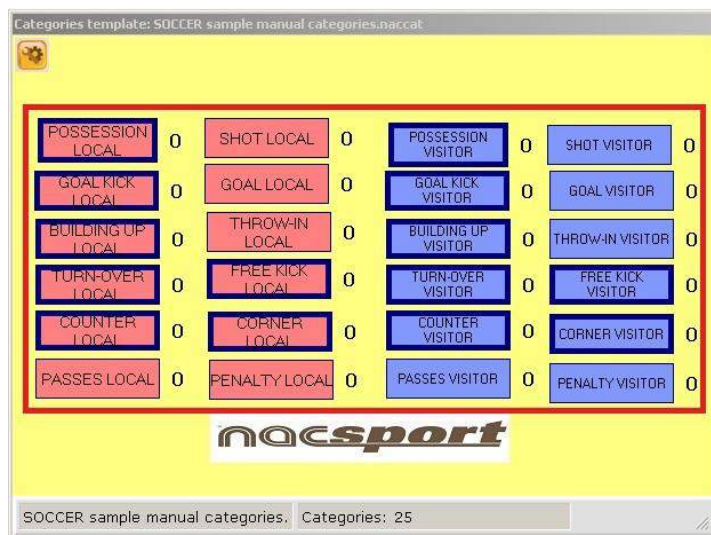 Categories template: SOCCER sample manual categories.naccat
POSSESSION LOCAL 0 SHOT LOCAL 0 POSSESSION VISITOR 0 SHOT VISITOR 0
GOAL KICK LOCAL 0 GOAL LOCAL 0 GOAL KICK VISITOR 0 GOAL VISITOR 0
BUILDING UP LOCAL 0 THROW-IN LOCAL 0 BUILDING UP VISITOR 0 THROW-IN VISITOR 0
TURN-OVER LOCAL 0 FREE KICK LOCAL 0 TURN-OVER VISITOR 0 FREE KICK VISITOR 0
COUNTER LOCAL 0 CORNER LOCAL 0 COUNTER VISITOR 0 CORNER VISITOR 0
PASSES LOCAL 0 PENALTY LOCAL 0 PASSES VISITOR 0 PENALTY VISITOR 0
nacsport
SOCCER sample manual categories. Categories: 25